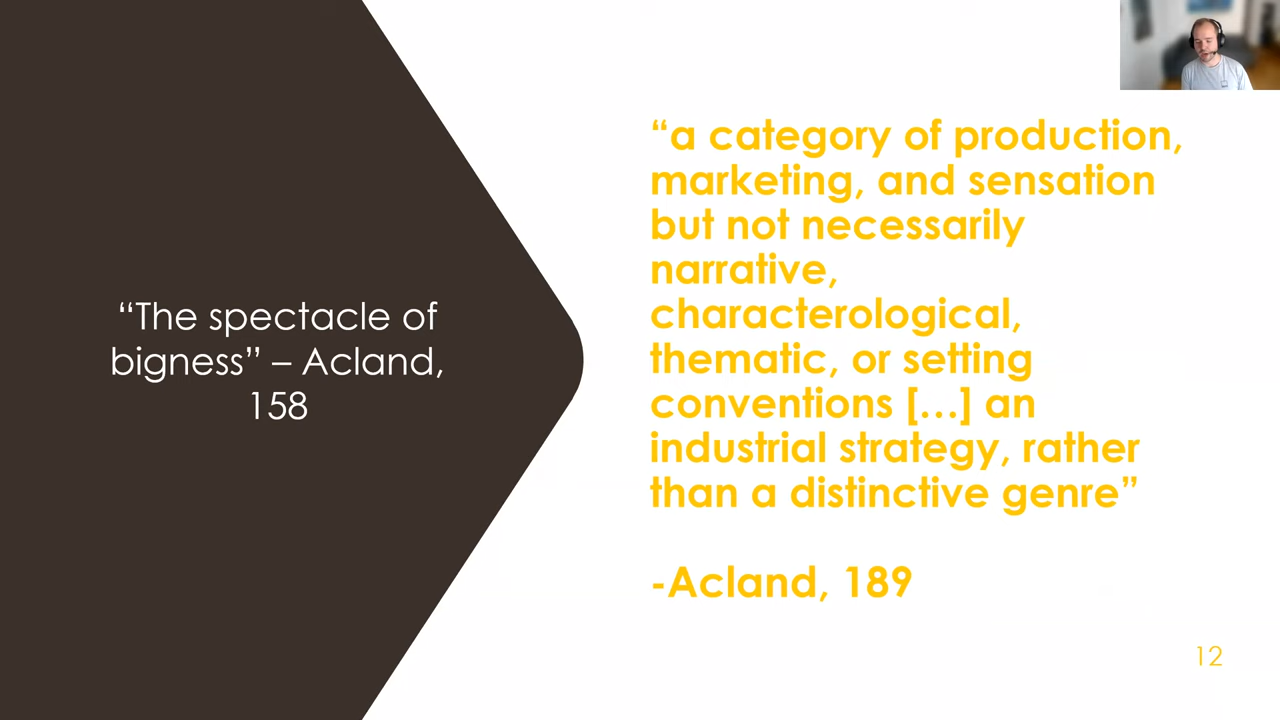 “The spectacle of
bigness” – Acland,
158
“a category of production,
marketing, and sensation
but not necessarily
narrative,
characterological,
thematic, or setting
conventions […] an
industrial strategy, rather
than a distinctive genre”
-Acland, 189
12